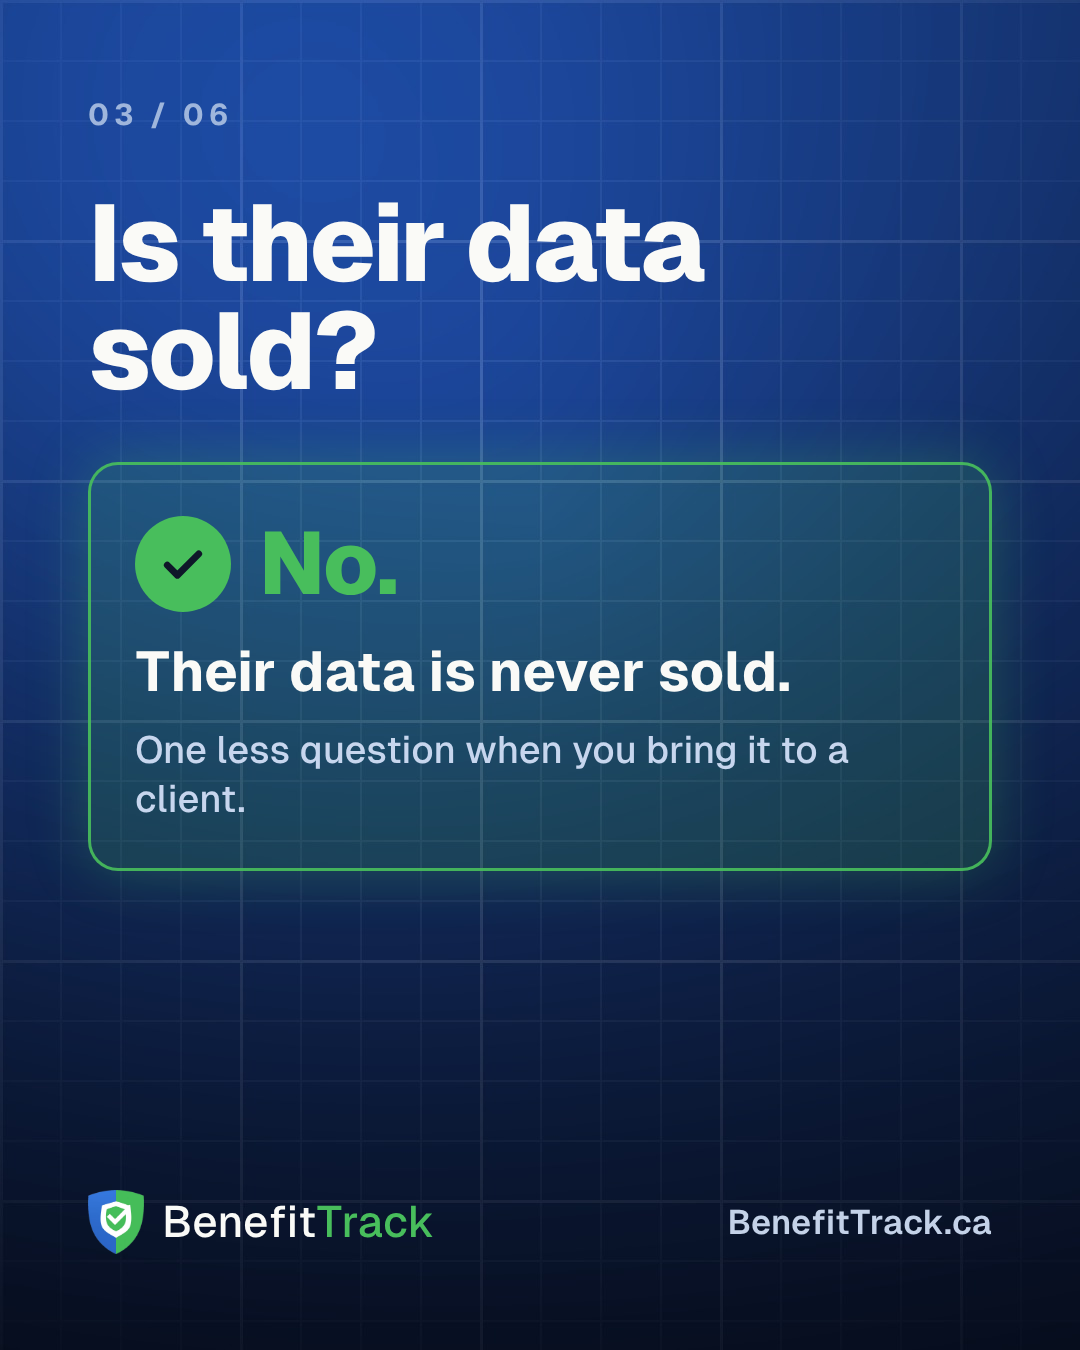 03 / 06
Is their data
sold?
No.
Their data is never sold.
One less question when you bring it to a
client.
BenefitTrack
BenefitTrack.ca